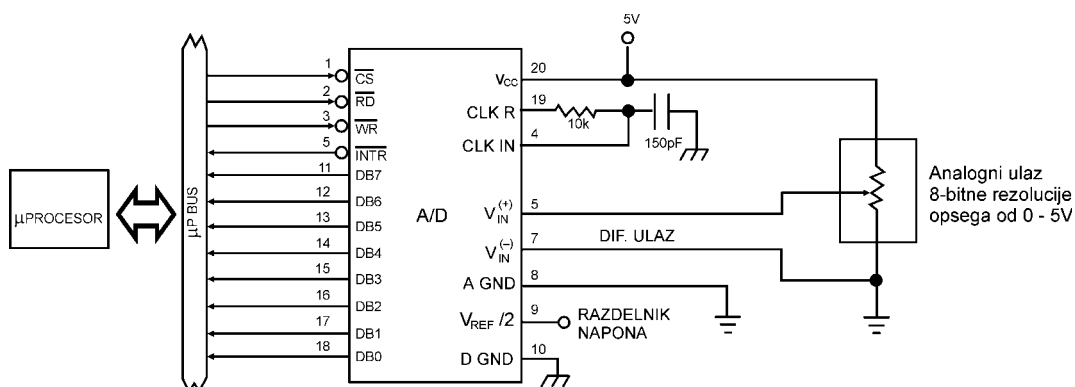 5V
1 CS
2 RD
3 WR
5 INTR
11 DB7
12 DB6
13 DB5
14 DB4
15 DB3
16 DB2
17 DB1
18 DB0
µPROCESOR
µP BUS
A/D
VCC 20
CLK R 19
10k
150pF
CLK IN 4
VIN(+) 5
VIN(–) 7
DIF. ULAZ
A GND 8
VREF /2 9
RAZDELNIK
NAPONA
D GND 10
Analogni ulaz
8-bitne rezolucije
opsega od 0 - 5V